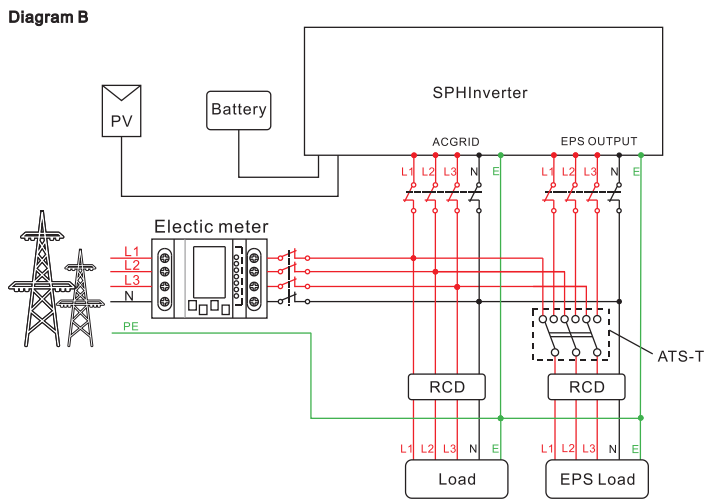 Diagram B
SPHInverter
PV
Battery
ACGRID
EPS OUTPUT
L1 L2 L3 N E
L1 L2 L3 N E
Electic meter
L1
L2
L3
N
PE
ATS-T
RCD
RCD
L1 L2 L3 N E
L1 L2 L3 N E
Load
EPS Load